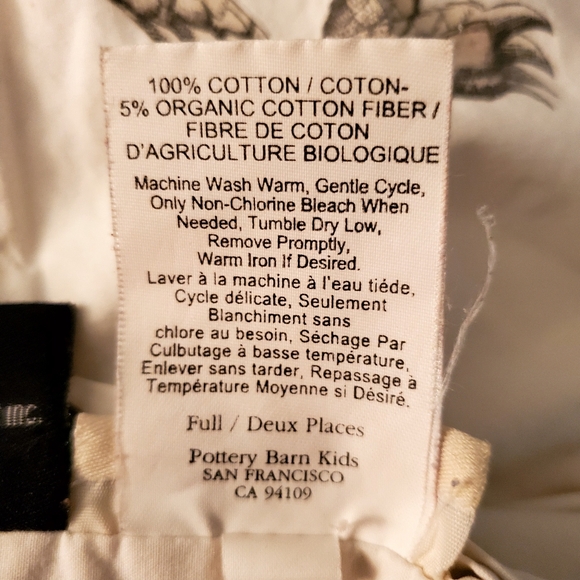 100% COTTON / COTON-
5% ORGANIC COTTON FIBER /
FIBRE DE COTON
D'AGRICULTURE BIOLOGIQUE
Machine Wash Warm, Gentle Cycle,
Only Non-Chlorine Bleach When
Needed, Tumble Dry Low,
Remove Promptly,
Warm Iron If Desired.
Laver à la machine à l'eau tiéde,
Cycle délicate, Seulement
Blanchiment sans
chlore au besoin, Séchage Par
Culbutage à basse température,
Enlever sans tarder, Repassage à
Température Moyenne si Désiré.
Full / Deux Places
Pottery Barn Kids
SAN FRANCISCO
CA 94109
inc.